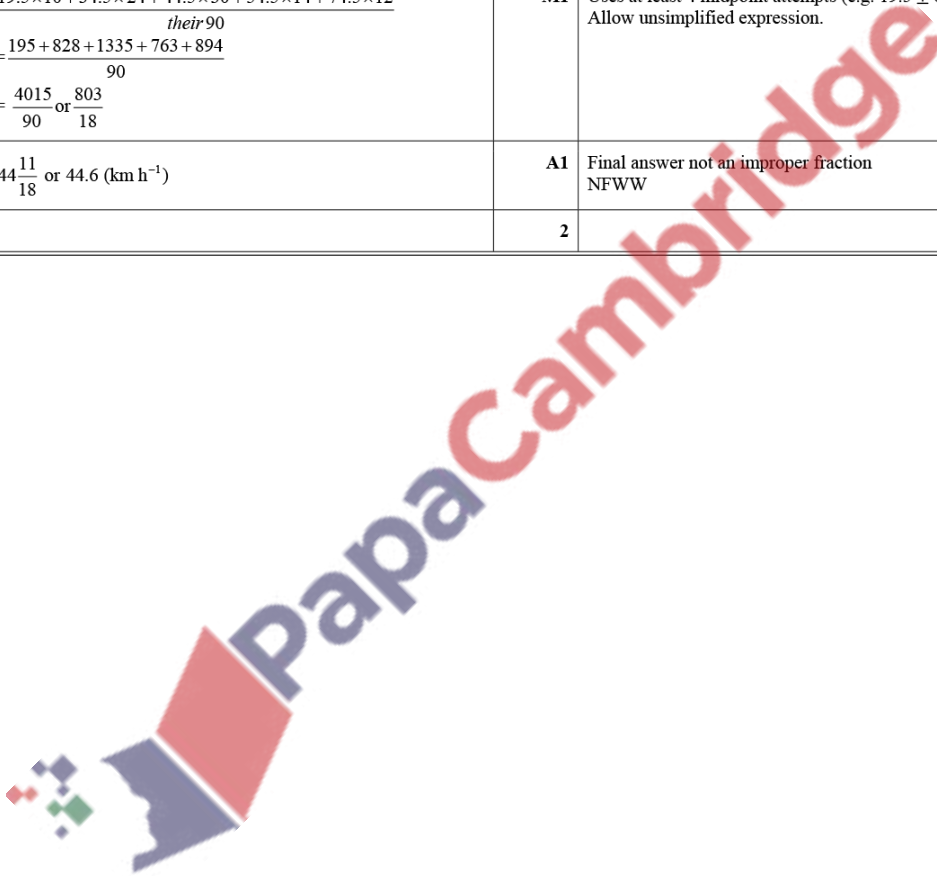 their 90
= 195 + 828 + 1335 + 763 + 894
90
= 4015 or 803
90 18
Allow unsimplified expression.
44 11/18 or 44.6 (km h⁻¹)
A1
Final answer not an improper fraction
NFWW
2
PapaCambridge